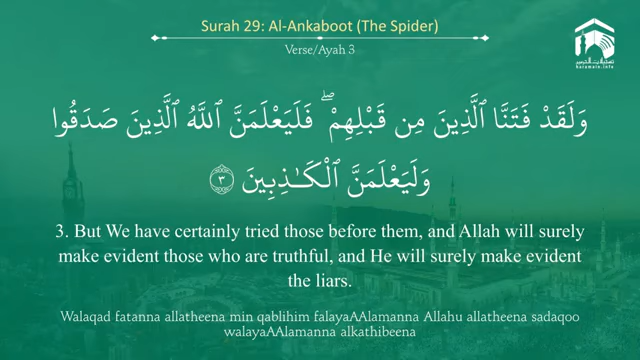 Surah 29: Al-Ankaboot (The Spider)
Verse/Ayah 3
haramain.info
وَلَقَدْ فَتَنَّا ٱلَّذِينَ مِن قَبْلِهِمْ ۖ فَلَيَعْلَمَنَّ ٱللَّهُ ٱلَّذِينَ صَدَقُوا۟
وَلَيَعْلَمَنَّ ٱلْكَـٰذِبِينَ ٣
3. But We have certainly tried those before them, and Allah will surely
make evident those who are truthful, and He will surely make evident
the liars.
Walaqad fatanna allatheena min qablihim falayaAAlamanna Allahu allatheena sadaqoo
walayaAAlamanna alkathibeena